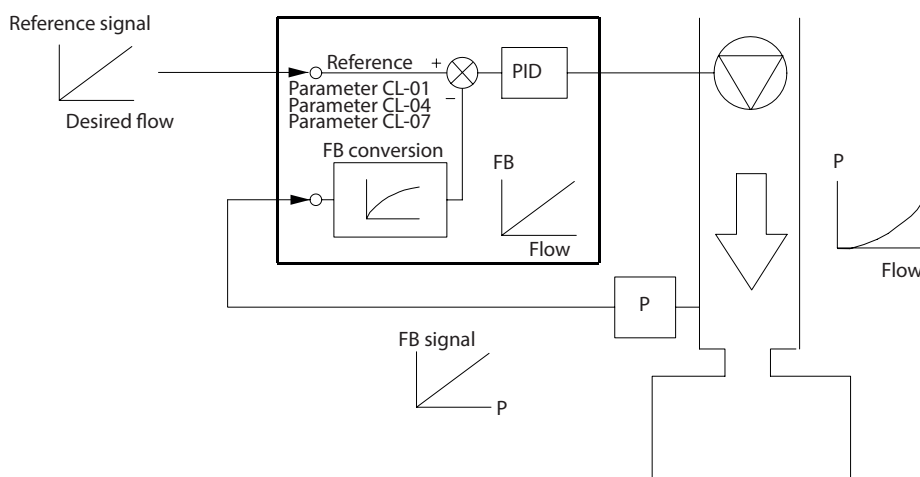 Reference signal
Desired flow
Reference
+
−
PID
Parameter CL-01
Parameter CL-04
Parameter CL-07
FB conversion
FB
Flow
P
Flow
P
FB signal
P